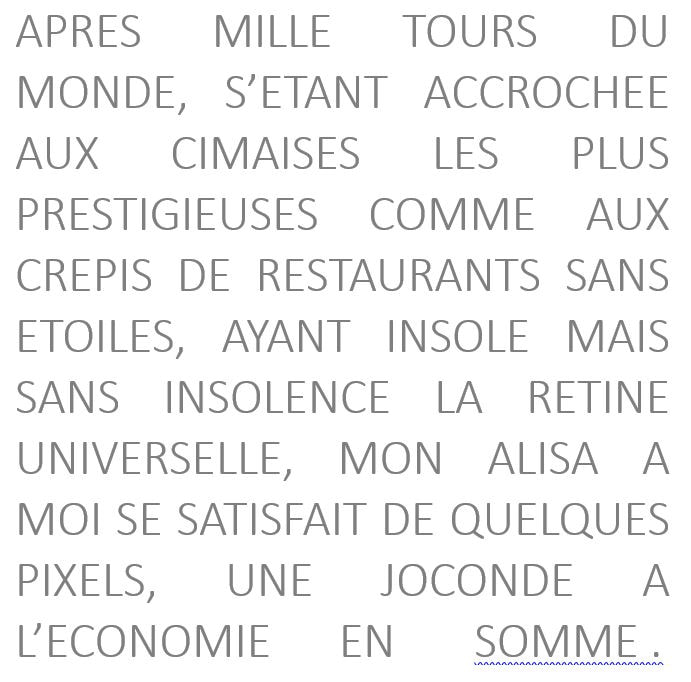 APRES MILLE TOURS DU
MONDE, S’ETANT ACCROCHEE
AUX CIMAISES LES PLUS
PRESTIGIEUSES COMME AUX
CREPIS DE RESTAURANTS SANS
ETOILES, AYANT INSOLE MAIS
SANS INSOLENCE LA RETINE
UNIVERSELLE, MON ALISA A
MOI SE SATISFAIT DE QUELQUES
PIXELS, UNE JOCONDE A
L’ECONOMIE EN SOMME .